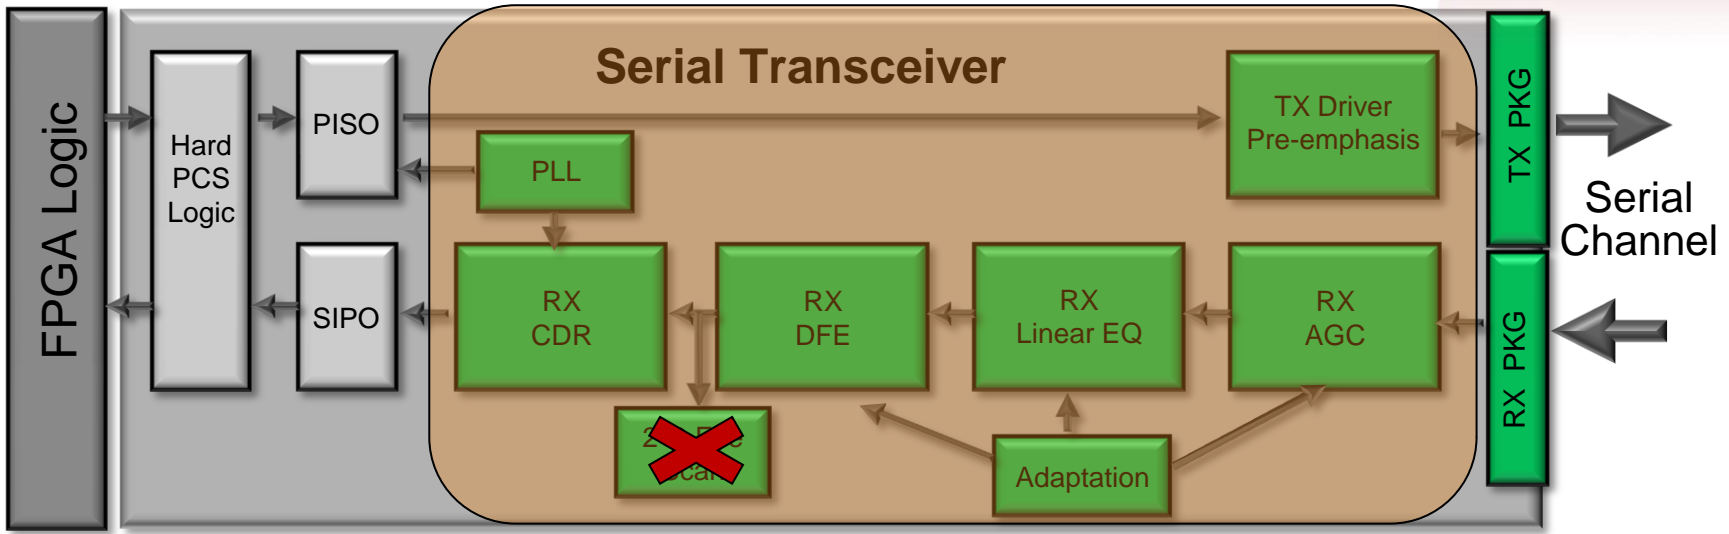 Serial Transceiver
FPGA Logic
Hard
PCS
Logic
PISO
PLL
TX Driver
Pre-emphasis
TX PKG
Serial
Channel
SIPO
RX
CDR
RX
DFE
RX
Linear EQ
RX
AGC
RX PKG
Adaptation